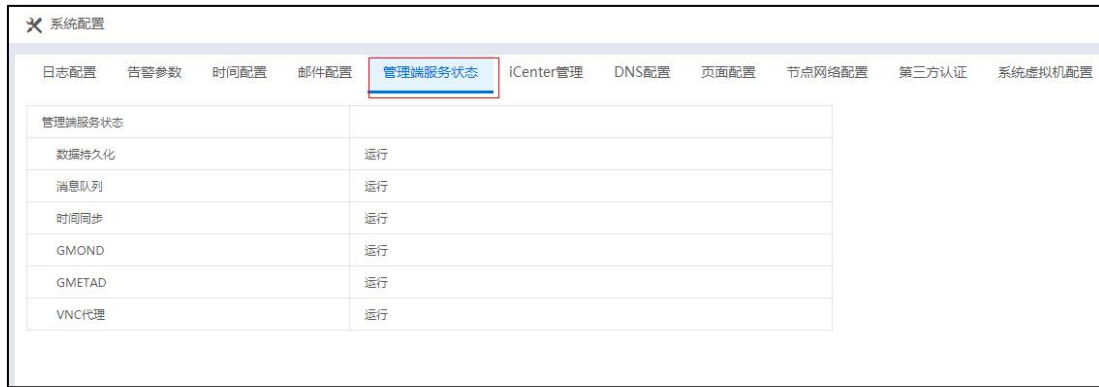 系统配置
日志配置 告警参数 时间配置 邮件配置 管理端服务状态 iCenter管理 DNS配置 页面配置 节点网络配置 第三方认证 系统虚拟机配置
管理端服务状态
数据持久化 运行
消息队列 运行
时间同步 运行
GMOND 运行
GMETAD 运行
VNC代理 运行